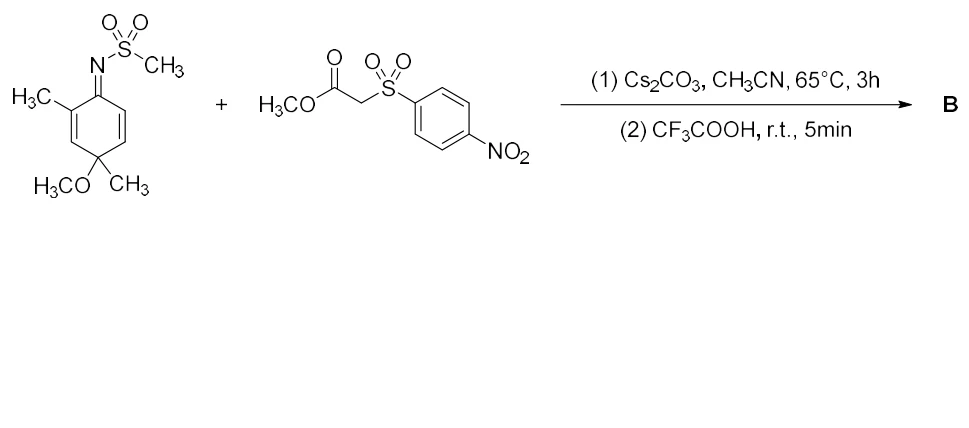 O O
S
N CH₃
H₃C
H₃CO CH₃
+
O
O O
S
H₃CO
NO₂
(1) Cs₂CO₃, CH₃CN, 65°C, 3h
(2) CF₃COOH, r.t., 5min
B